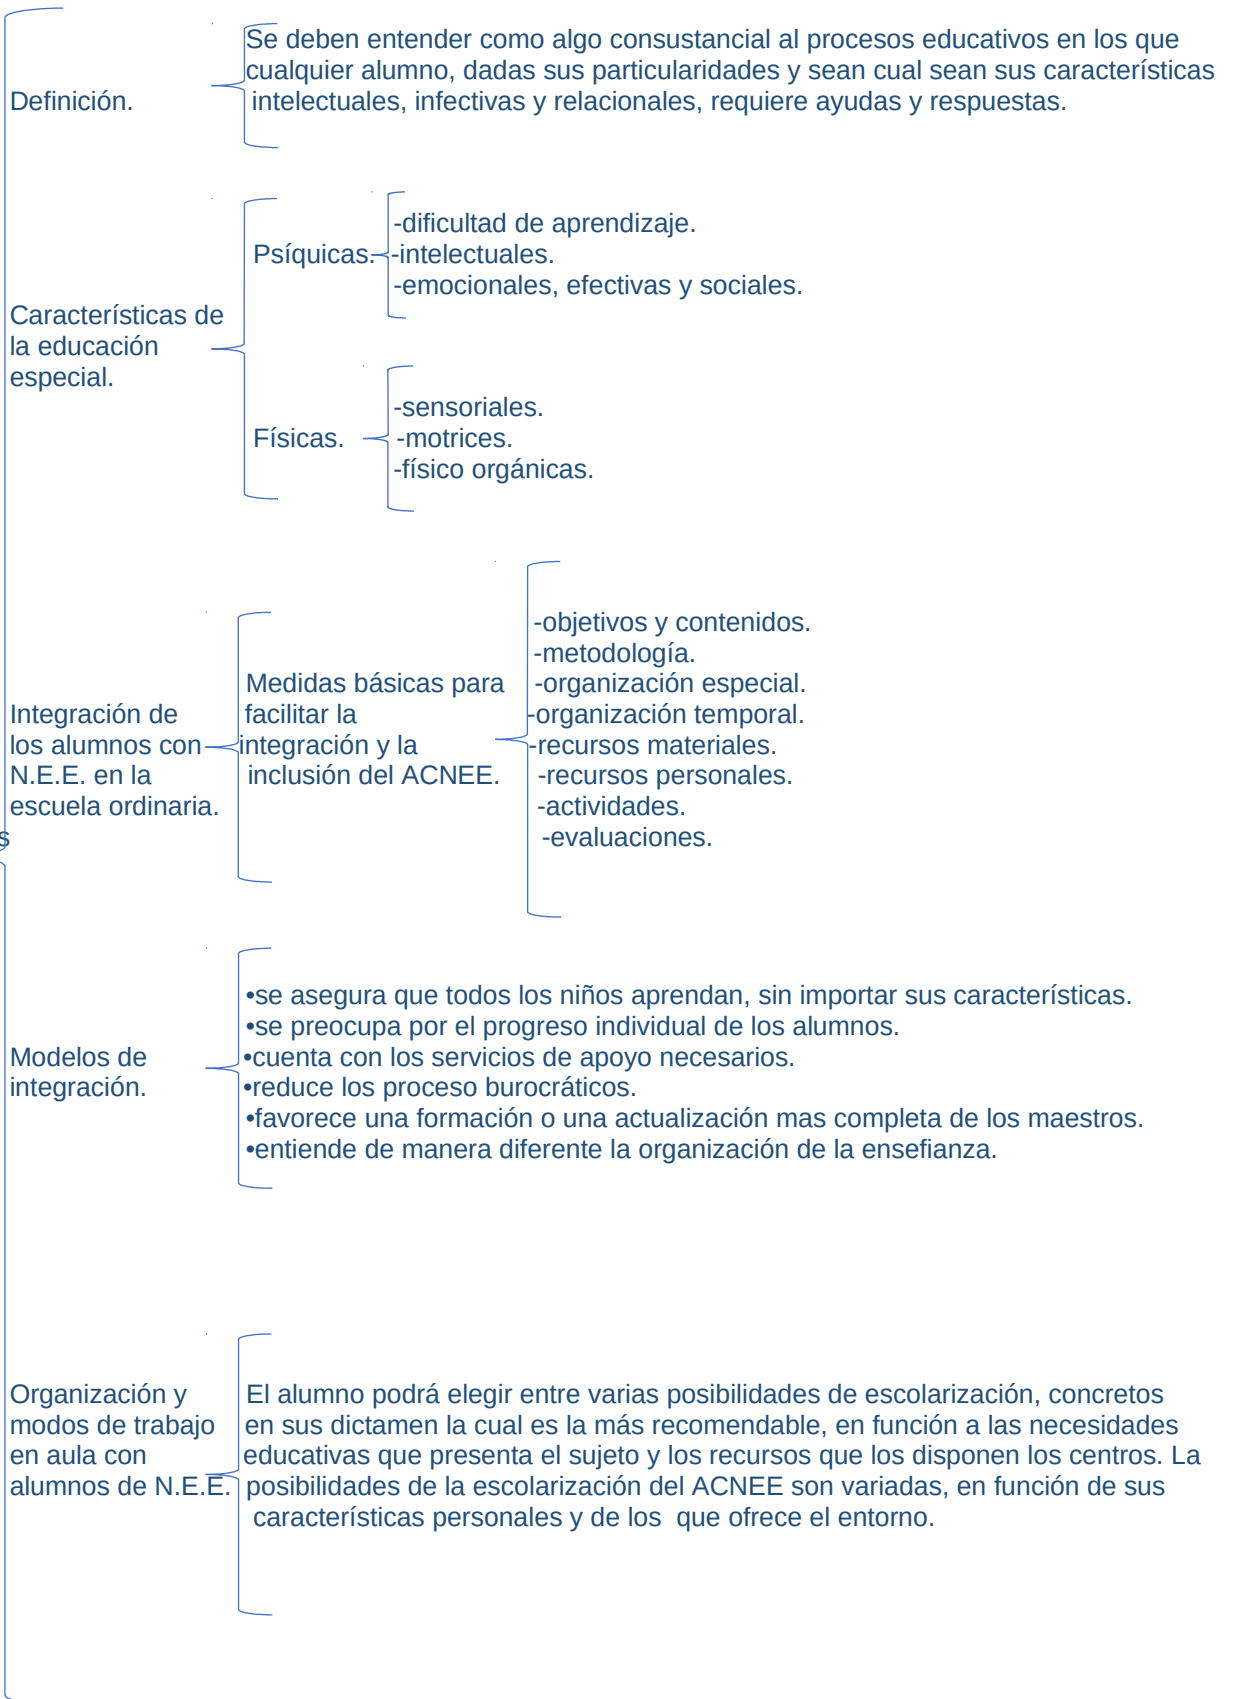 Definición.
Se deben entender como algo consustancial al procesos educativos en los que
cualquier alumno, dadas sus particularidades y sean cual sean sus características
intelectuales, infectivas y relacionales, requiere ayudas y respuestas.
Características de
la educación
especial.
Psíquicas.
-dificultad de aprendizaje.
-intelectuales.
-emocionales, efectivas y sociales.
Físicas.
-sensoriales.
-motrices.
-físico orgánicas.
Integración de
los alumnos con
N.E.E. en la
escuela ordinaria.
Medidas básicas para
facilitar la
integración y la
inclusión del ACNEE.
-objetivos y contenidos.
-metodología.
-organización especial.
-organización temporal.
-recursos materiales.
-recursos personales.
-actividades.
-evaluaciones.
s
Modelos de
integración.
•se asegura que todos los niños aprendan, sin importar sus características.
•se preocupa por el progreso individual de los alumnos.
•cuenta con los servicios de apoyo necesarios.
•reduce los proceso burocráticos.
•favorece una formación o una actualización mas completa de los maestros.
•entiende de manera diferente la organización de la ensefianza.
Organización y
modos de trabajo
en aula con
alumnos de N.E.E.
El alumno podrá elegir entre varias posibilidades de escolarización, concretos
en sus dictamen la cual es la más recomendable, en función a las necesidades
educativas que presenta el sujeto y los recursos que los disponen los centros. La
posibilidades de la escolarización del ACNEE son variadas, en función de sus
características personales y de los  que ofrece el entorno.